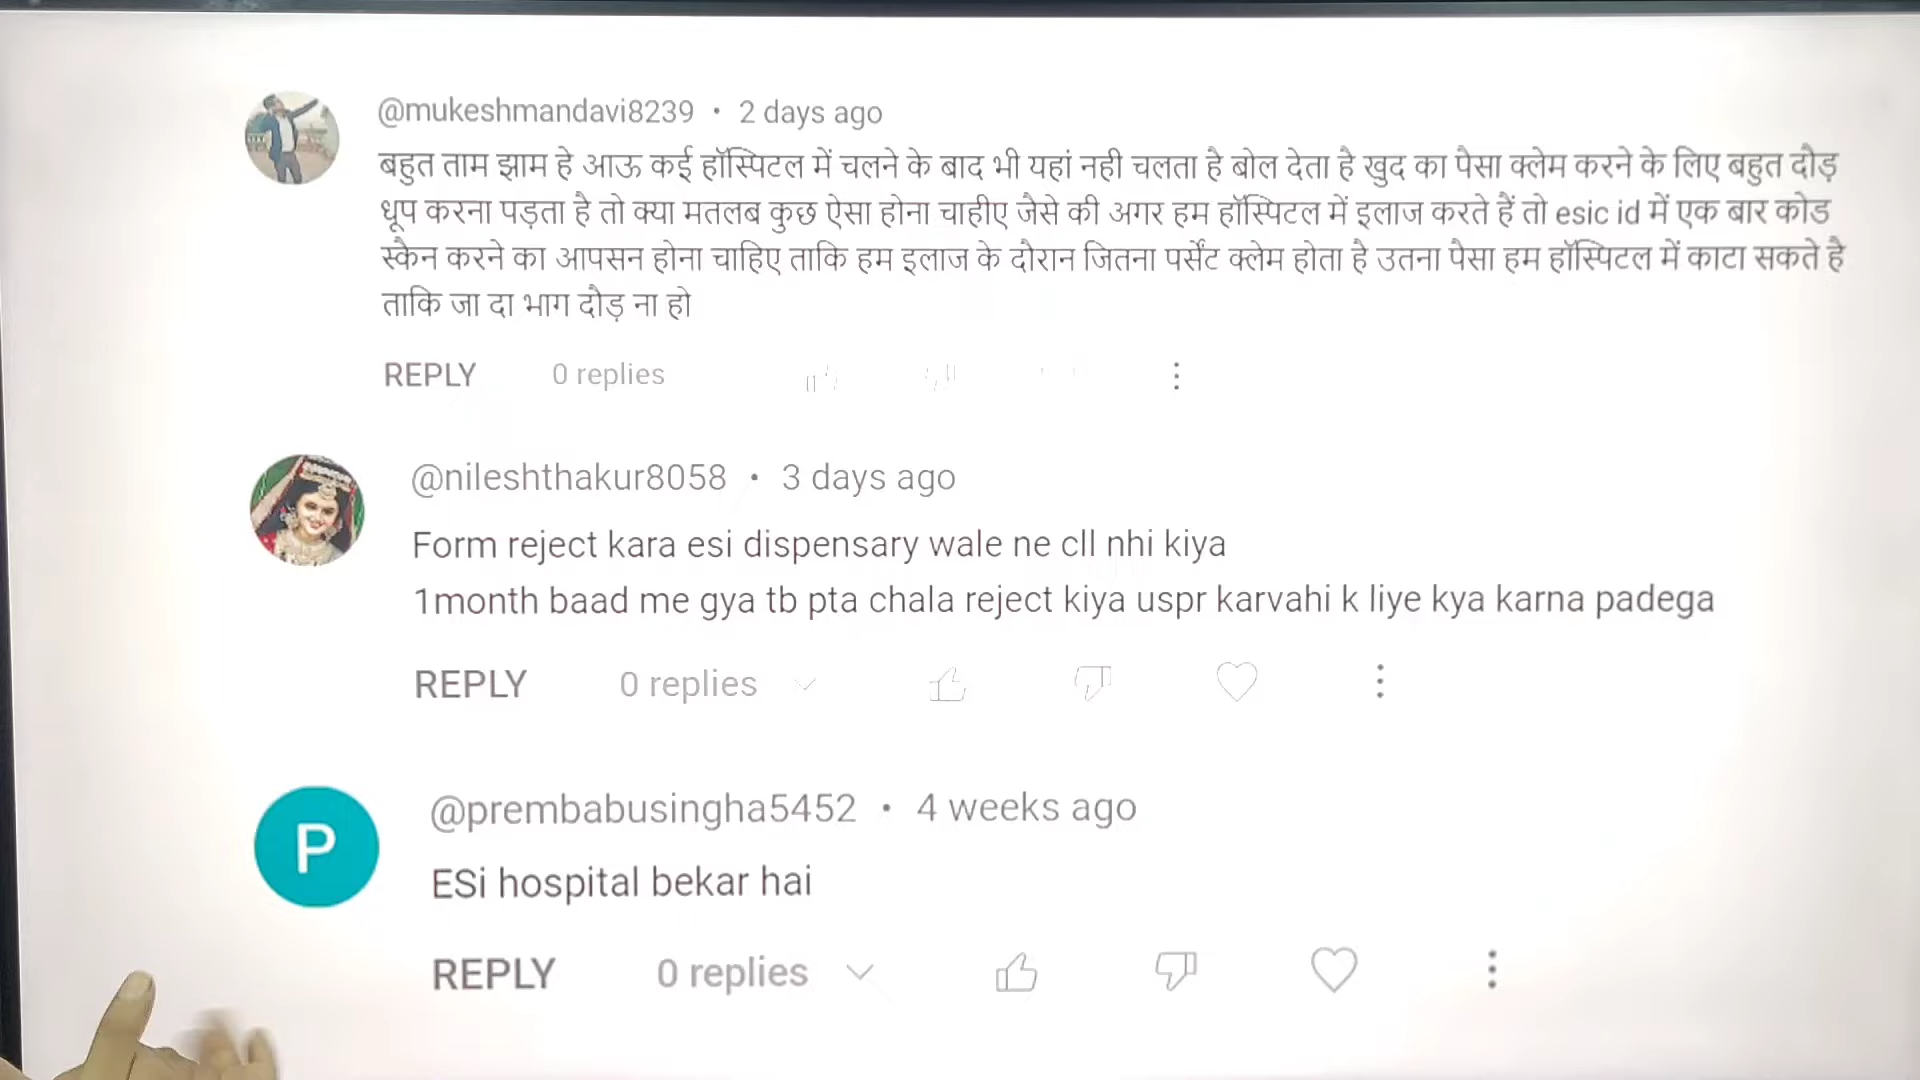 @mukeshmandavi8239 • 2 days ago
बहुत ताम झाम हे आऊ कई हॉस्पिटल में चलने के बाद भी यहां नही चलता है बोल देता है खुद का पैसा क्लेम करने के लिए बहुत दौड़
धूप करना पड़ता है तो क्या मतलब कुछ ऐसा होना चाहीए जैसे की अगर हम हॉस्पिटल में इलाज करते हैं तो esic id में एक बार कोड
स्कैन करने का आपसन होना चाहिए ताकि हम इलाज के दौरान जितना पर्सेंट क्लेम होता है उतना पैसा हम हॉस्पिटल में काटा सकते है
ताकि जा दा भाग दौड़ ना हो
REPLY 0 replies
@nileshthakur8058 • 3 days ago
Form reject kara esi dispensary wale ne cll nhi kiya
1month baad me gya tb pta chala reject kiya uspr karvahi k liye kya karna padega
REPLY 0 replies
P
@prembabusingha5452 • 4 weeks ago
ESi hospital bekar hai
REPLY 0 replies